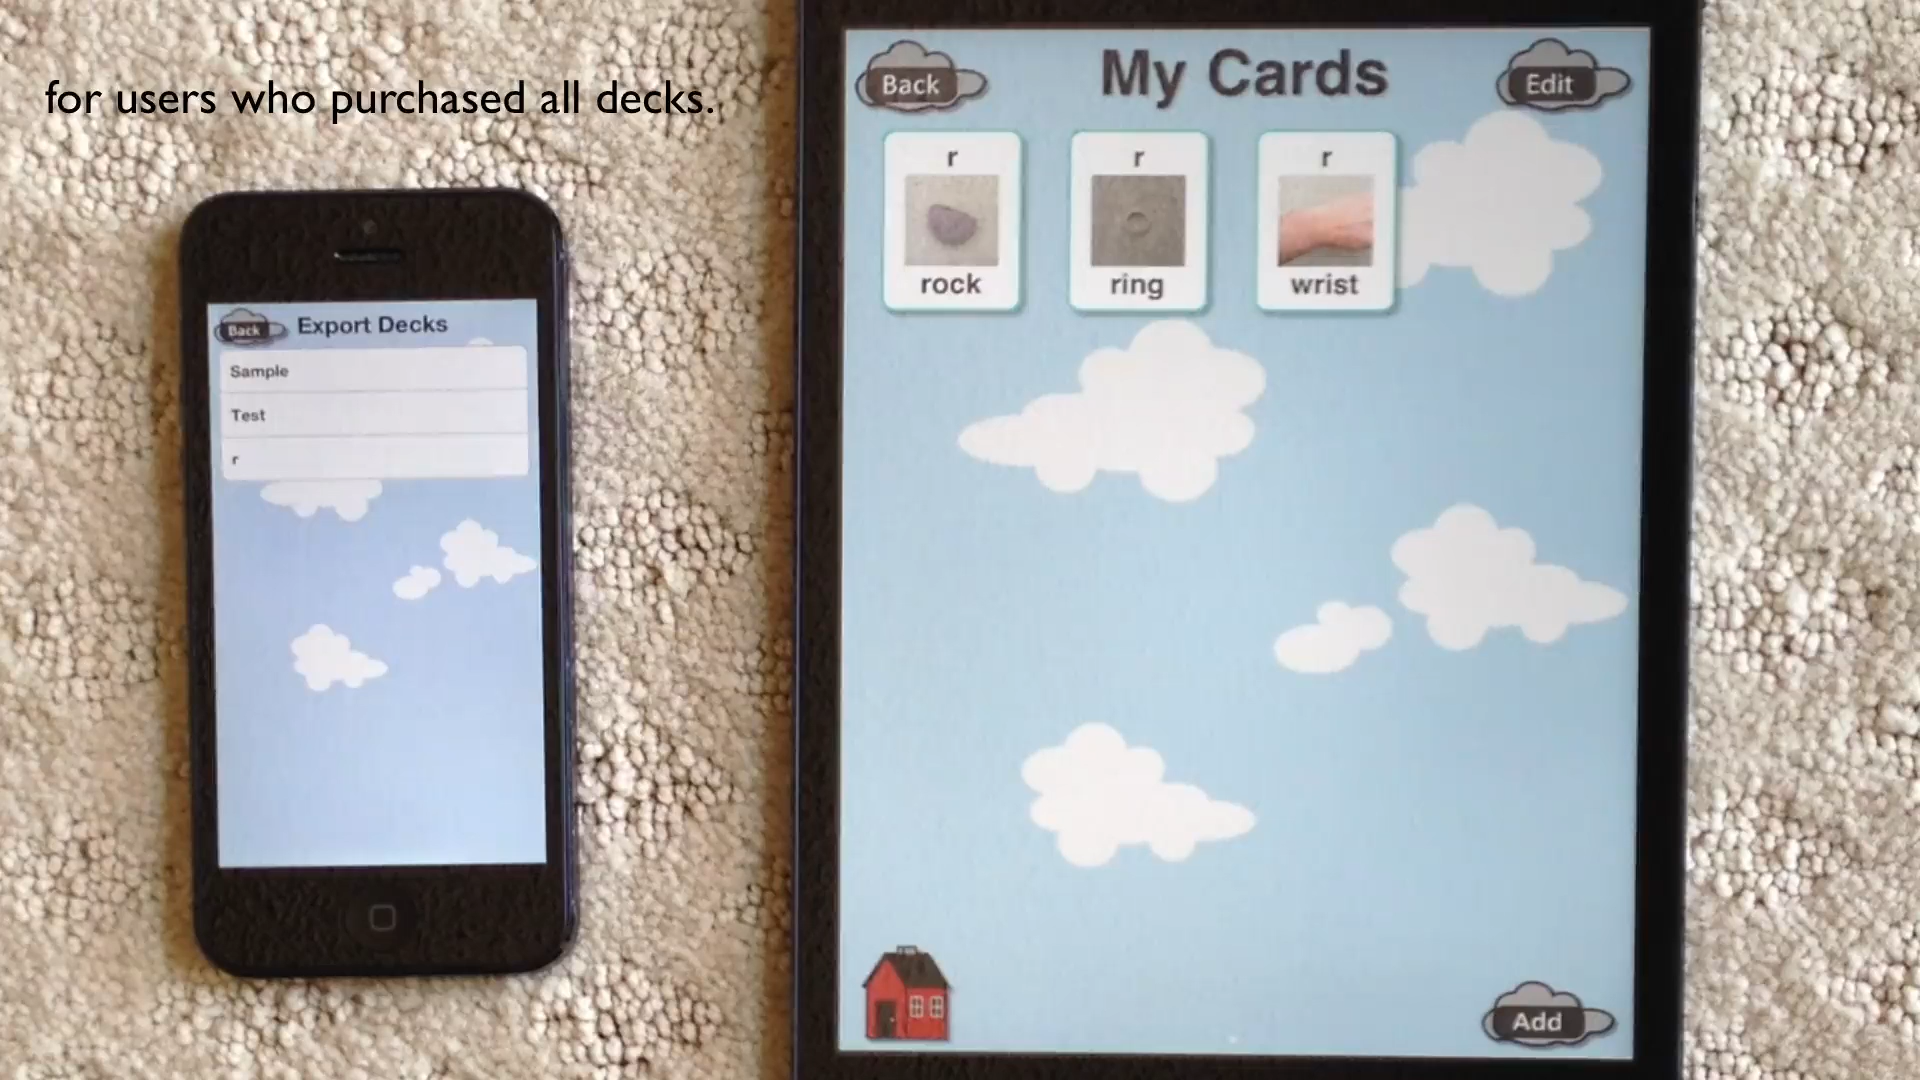 for users who purchased all decks.
Back
Export Decks
Sample
Test
r
Back
My Cards
Edit
r
rock
r
ring
r
wrist
Add